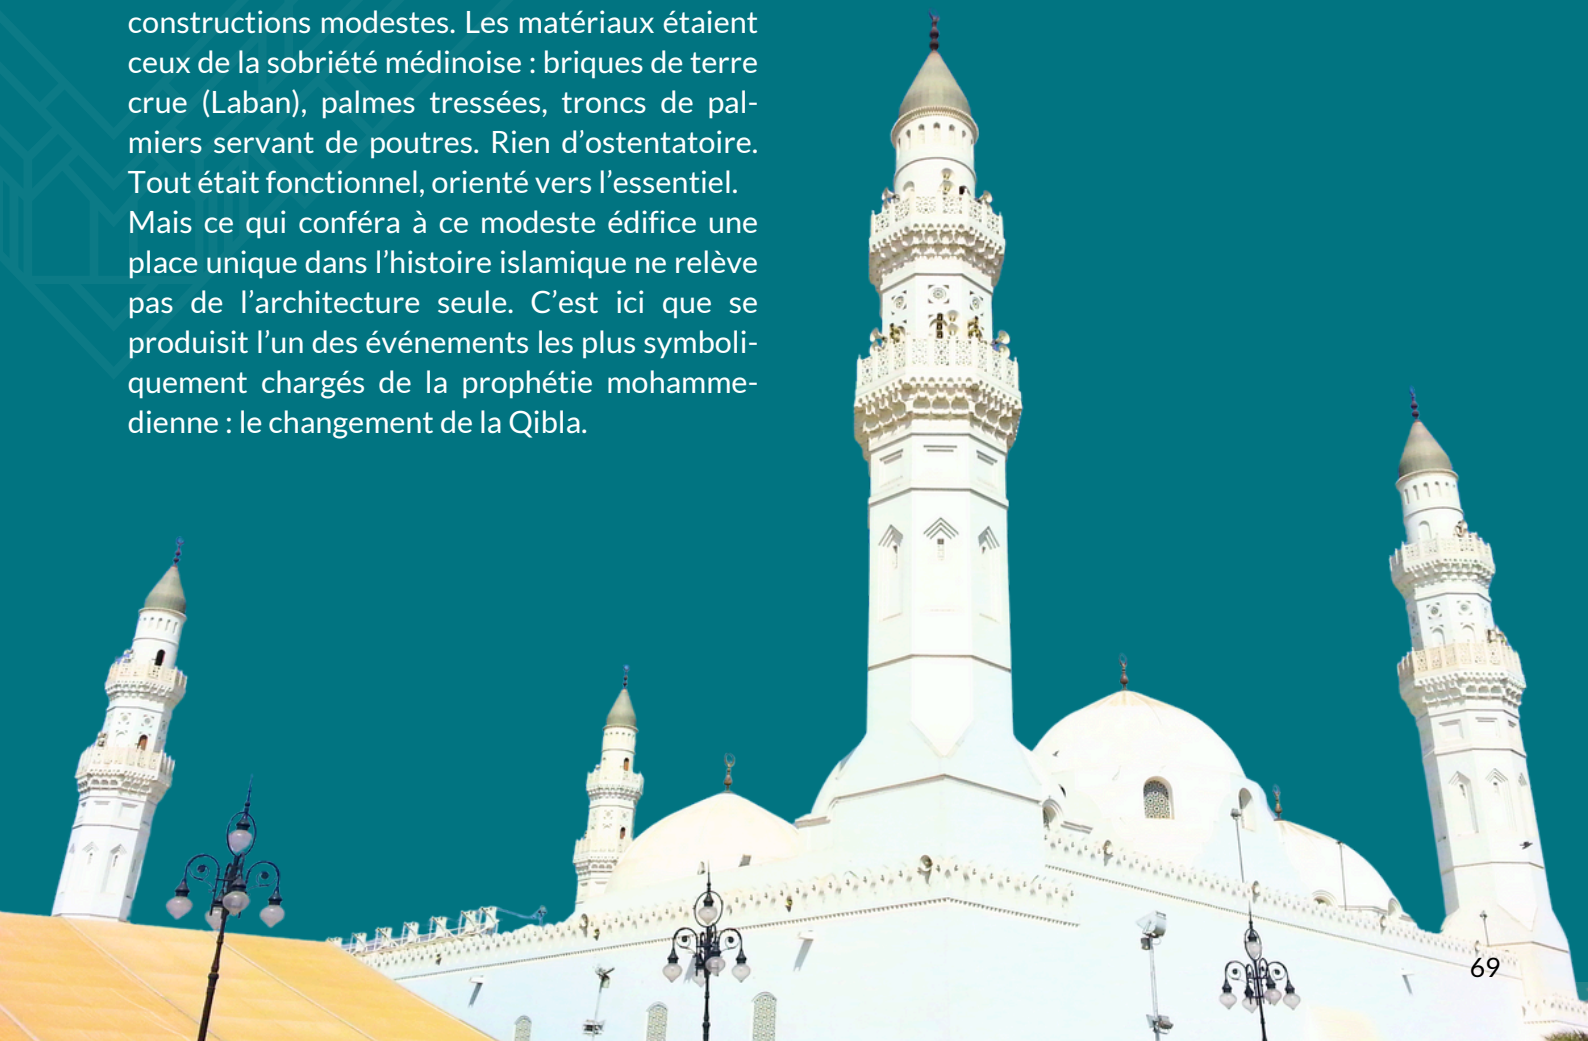 constructions modestes. Les matériaux étaient
ceux de la sobriété médinoise : briques de terre
crue (Laban), palmes tressées, troncs de pal-
miers servant de poutres. Rien d’ostentatoire.
Tout était fonctionnel, orienté vers l’essentiel.
Mais ce qui conféra à ce modeste édifice une
place unique dans l’histoire islamique ne relève
pas de l’architecture seule. C’est ici que se
produisit l’un des événements les plus symboli-
quement chargés de la prophétie mohamme-
dienne : le changement de la Qibla.
69